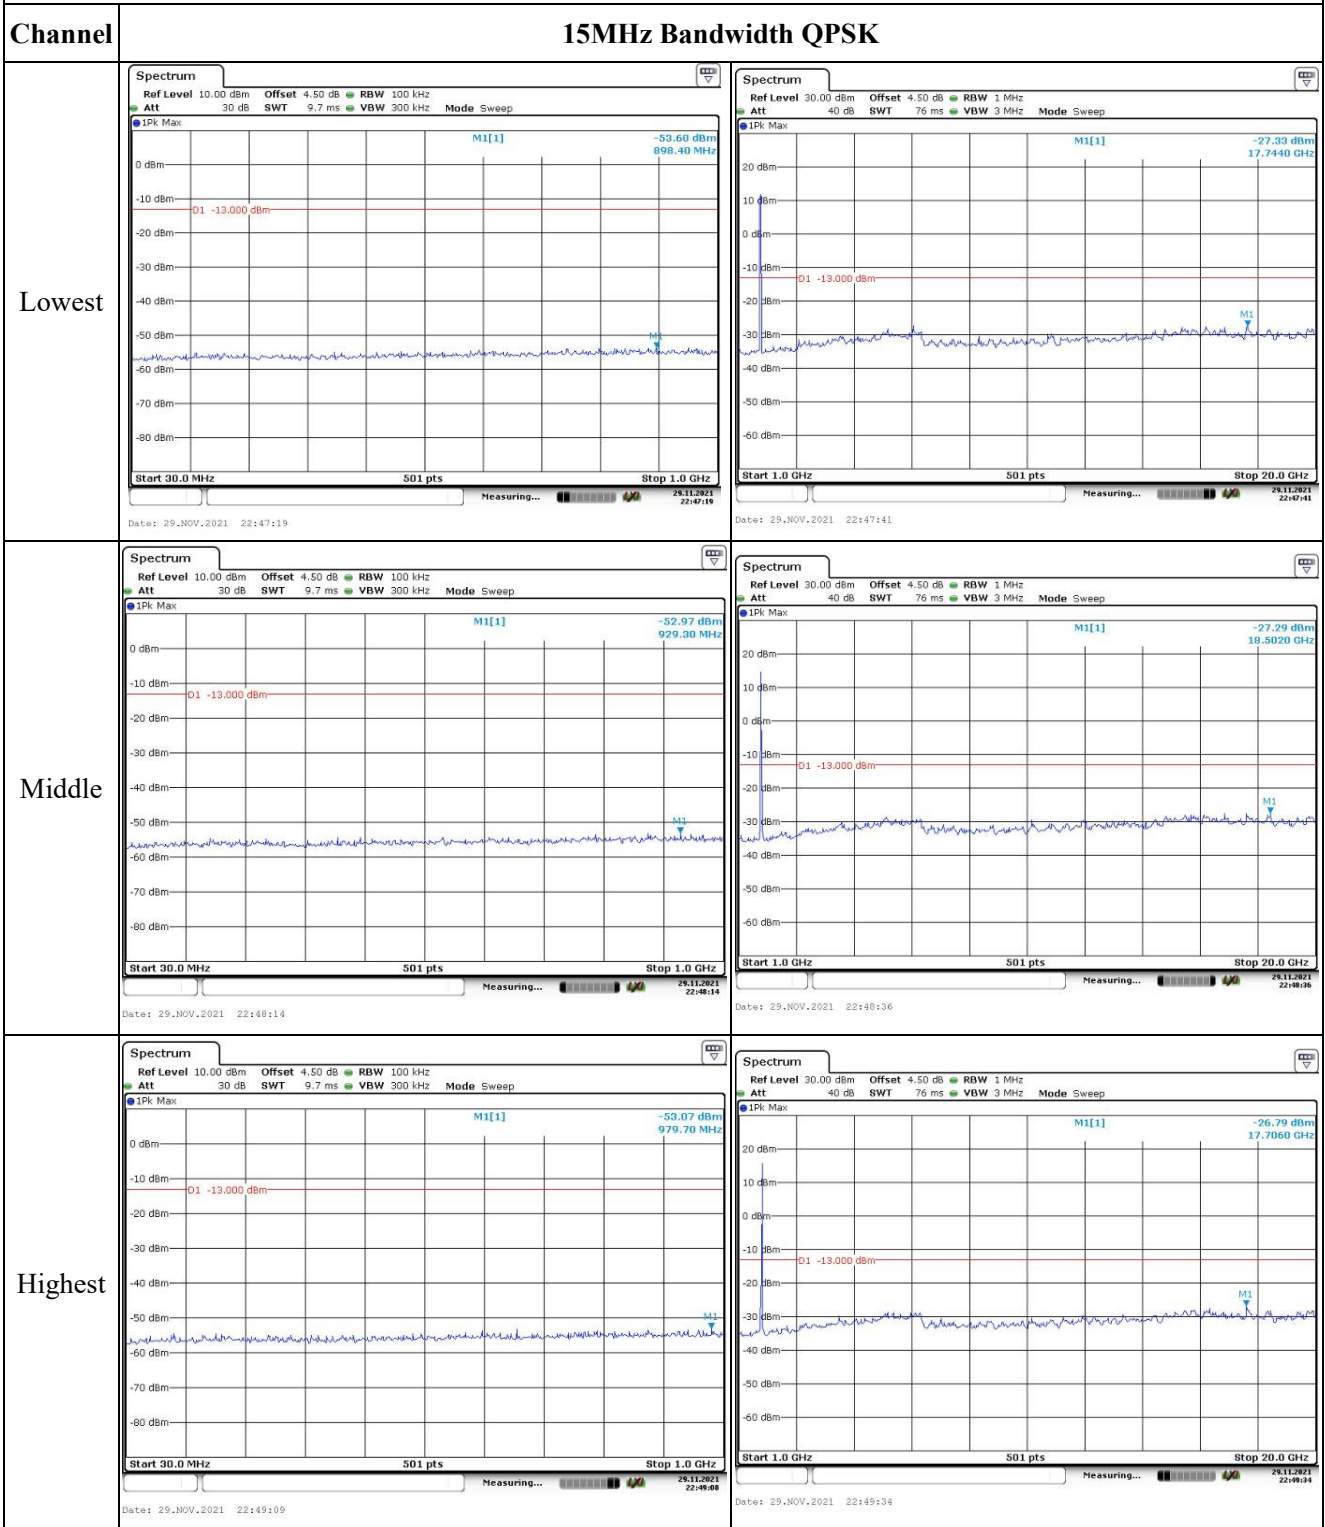 Channel 15MHz Bandwidth QPSK
Lowest
Spectrum
Ref Level 10.00 dBm Offset 4.50 dB RBW 100 kHz
Att 30 dB SWT 9.7 ms VBW 300 kHz Mode Sweep
1Pk Max
M1[1] -53.60 dBm
898.40 MHz
0 dBm
-10 dBm
D1 -13.000 dBm
-20 dBm
-30 dBm
-40 dBm
-50 dBm
M1
-60 dBm
-70 dBm
-80 dBm
Start 30.0 MHz 501 pts Stop 1.0 GHz
Measuring... 29.11.2021
22:47:19
Date: 29.NOV.2021 22:47:19
Spectrum
Ref Level 30.00 dBm Offset 4.50 dB RBW 1 MHz
Att 40 dB SWT 76 ms VBW 3 MHz Mode Sweep
1Pk Max
M1[1] -27.33 dBm
17.7440 GHz
20 dBm
10 dBm
0 dBm
-10 dBm
D1 -13.000 dBm
-20 dBm
M1
-30 dBm
-40 dBm
-50 dBm
-60 dBm
Start 1.0 GHz 501 pts Stop 20.0 GHz
Measuring... 29.11.2021
22:47:41
Date: 29.NOV.2021 22:47:41
Middle
Spectrum
Ref Level 10.00 dBm Offset 4.50 dB RBW 100 kHz
Att 30 dB SWT 9.7 ms VBW 300 kHz Mode Sweep
1Pk Max
M1[1] -52.97 dBm
929.30 MHz
0 dBm
-10 dBm
D1 -13.000 dBm
-20 dBm
-30 dBm
-40 dBm
-50 dBm
M1
-60 dBm
-70 dBm
-80 dBm
Start 30.0 MHz 501 pts Stop 1.0 GHz
Measuring... 29.11.2021
22:48:14
Date: 29.NOV.2021 22:48:14
Spectrum
Ref Level 30.00 dBm Offset 4.50 dB RBW 1 MHz
Att 40 dB SWT 76 ms VBW 3 MHz Mode Sweep
1Pk Max
M1[1] -27.29 dBm
18.5020 GHz
20 dBm
10 dBm
0 dBm
-10 dBm
D1 -13.000 dBm
-20 dBm
M1
-30 dBm
-40 dBm
-50 dBm
-60 dBm
Start 1.0 GHz 501 pts Stop 20.0 GHz
Measuring... 29.11.2021
22:48:36
Date: 29.NOV.2021 22:48:36
Highest
Spectrum
Ref Level 10.00 dBm Offset 4.50 dB RBW 100 kHz
Att 30 dB SWT 9.7 ms VBW 300 kHz Mode Sweep
1Pk Max
M1[1] -53.07 dBm
979.70 MHz
0 dBm
-10 dBm
D1 -13.000 dBm
-20 dBm
-30 dBm
-40 dBm
-50 dBm
M1
-60 dBm
-70 dBm
-80 dBm
Start 30.0 MHz 501 pts Stop 1.0 GHz
Measuring... 29.11.2021
22:49:08
Date: 29.NOV.2021 22:49:09
Spectrum
Ref Level 30.00 dBm Offset 4.50 dB RBW 1 MHz
Att 40 dB SWT 76 ms VBW 3 MHz Mode Sweep
1Pk Max
M1[1] -26.79 dBm
17.7060 GHz
20 dBm
10 dBm
0 dBm
-10 dBm
D1 -13.000 dBm
-20 dBm
M1
-30 dBm
-40 dBm
-50 dBm
-60 dBm
Start 1.0 GHz 501 pts Stop 20.0 GHz
Measuring... 29.11.2021
22:49:34
Date: 29.NOV.2021 22:49:34